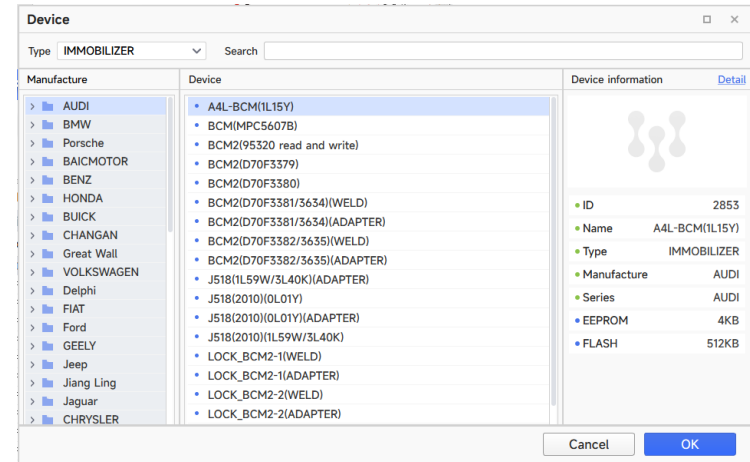 Device
Type IMMOBILIZER Search
Manufacture
AUDI
BMW
Porsche
BAICMOTOR
BENZ
HONDA
BUICK
CHANGAN
Great Wall
VOLKSWAGEN
Delphi
FIAT
Ford
GEELY
Jeep
Jiang Ling
Jaguar
CHRYSLER
Device
A4L-BCM(1L15Y)
BCM(MPC5607B)
BCM2(95320 read and write)
BCM2(D70F3379)
BCM2(D70F3380)
BCM2(D70F3381/3634)(WELD)
BCM2(D70F3381/3634)(ADAPTER)
BCM2(D70F3382/3635)(WELD)
BCM2(D70F3382/3635)(ADAPTER)
J518(1L59W/3L40K)(ADAPTER)
J518(2010)(0L01Y)
J518(2010)(0L01Y)(ADAPTER)
J518(2010)(1L59W/3L40K)
LOCK_BCM2-1(WELD)
LOCK_BCM2-1(ADAPTER)
LOCK_BCM2-2(WELD)
LOCK_BCM2-2(ADAPTER)
Device information Detail
ID 2853
Name A4L-BCM(1L15Y)
Type IMMOBILIZER
Manufacture AUDI
Series AUDI
EEPROM 4KB
FLASH 512KB
Cancel OK